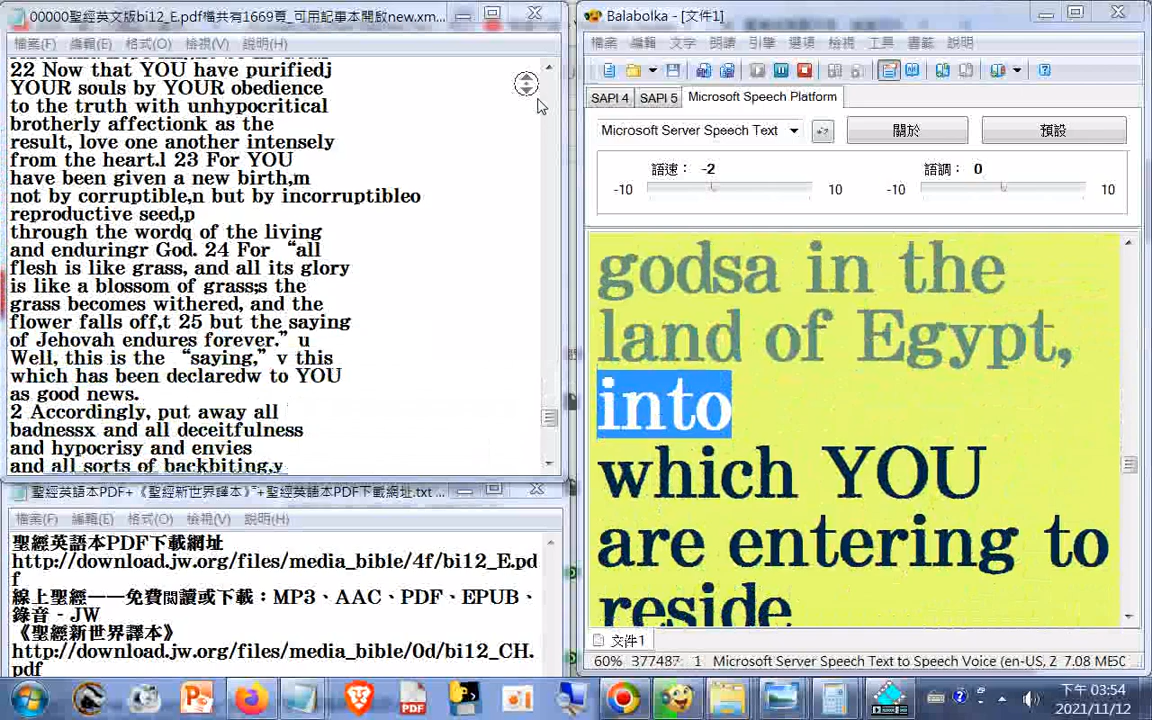 00000聖經英文版bi12_E.pdf檔共有1669頁_可用記事本開啟new.xm...
檔案(F) 編輯(E) 格式(O) 檢視(V) 說明(H)
22 Now that YOU have purifiedj
YOUR souls by YOUR obedience
to the truth with unhypocritical
brotherly affectionk as the
result, love one another intensely
from the heart.l 23 For YOU
have been given a new birth,m
not by corruptible,n but by incorruptibleo
reproductive seed,p
through the wordq of the living
and enduringr God. 24 For “all
flesh is like grass, and all its glory
is like a blossom of grass;s the
grass becomes withered, and the
flower falls off,t 25 but the saying
of Jehovah endures forever.” u
Well, this is the “saying,” v this
which has been declaredw to YOU
as good news.
2 Accordingly, put away all
badnessx and all deceitfulness
and hypocrisy and envies
and all sorts of backbiting,y
聖經英語本PDF+《聖經新世界譯本》"+聖經英語本PDF下載網址.txt ...
檔案(F) 編輯(E) 格式(O) 檢視(V) 說明(H)
聖經英語本PDF下載網址
http://download.jw.org/files/media_bible/4f/bi12_E.pd
f
線上聖經──免費閱讀或下載：MP3、AAC、PDF、EPUB、
錄音 - JW
《聖經新世界譯本》
http://download.jw.org/files/media_bible/0d/bi12_CH.
pdf
Balabolka - [文件1]
檔案 編輯 文字 朗讀 引擎 選項 檢視 工具 書籤 說明
SAPI 4 SAPI 5 Microsoft Speech Platform
Microsoft Server Speech Text 關於 預設
語速： -2 語調： 0
-10 10 -10 10
godsa in the
land of Egypt,
into
which YOU
are entering to
reside
文件1
60% 377487: 1 Microsoft Server Speech Text to Speech Voice (en-US, Z 7.08 МБ
下午 03:54
2021/11/12